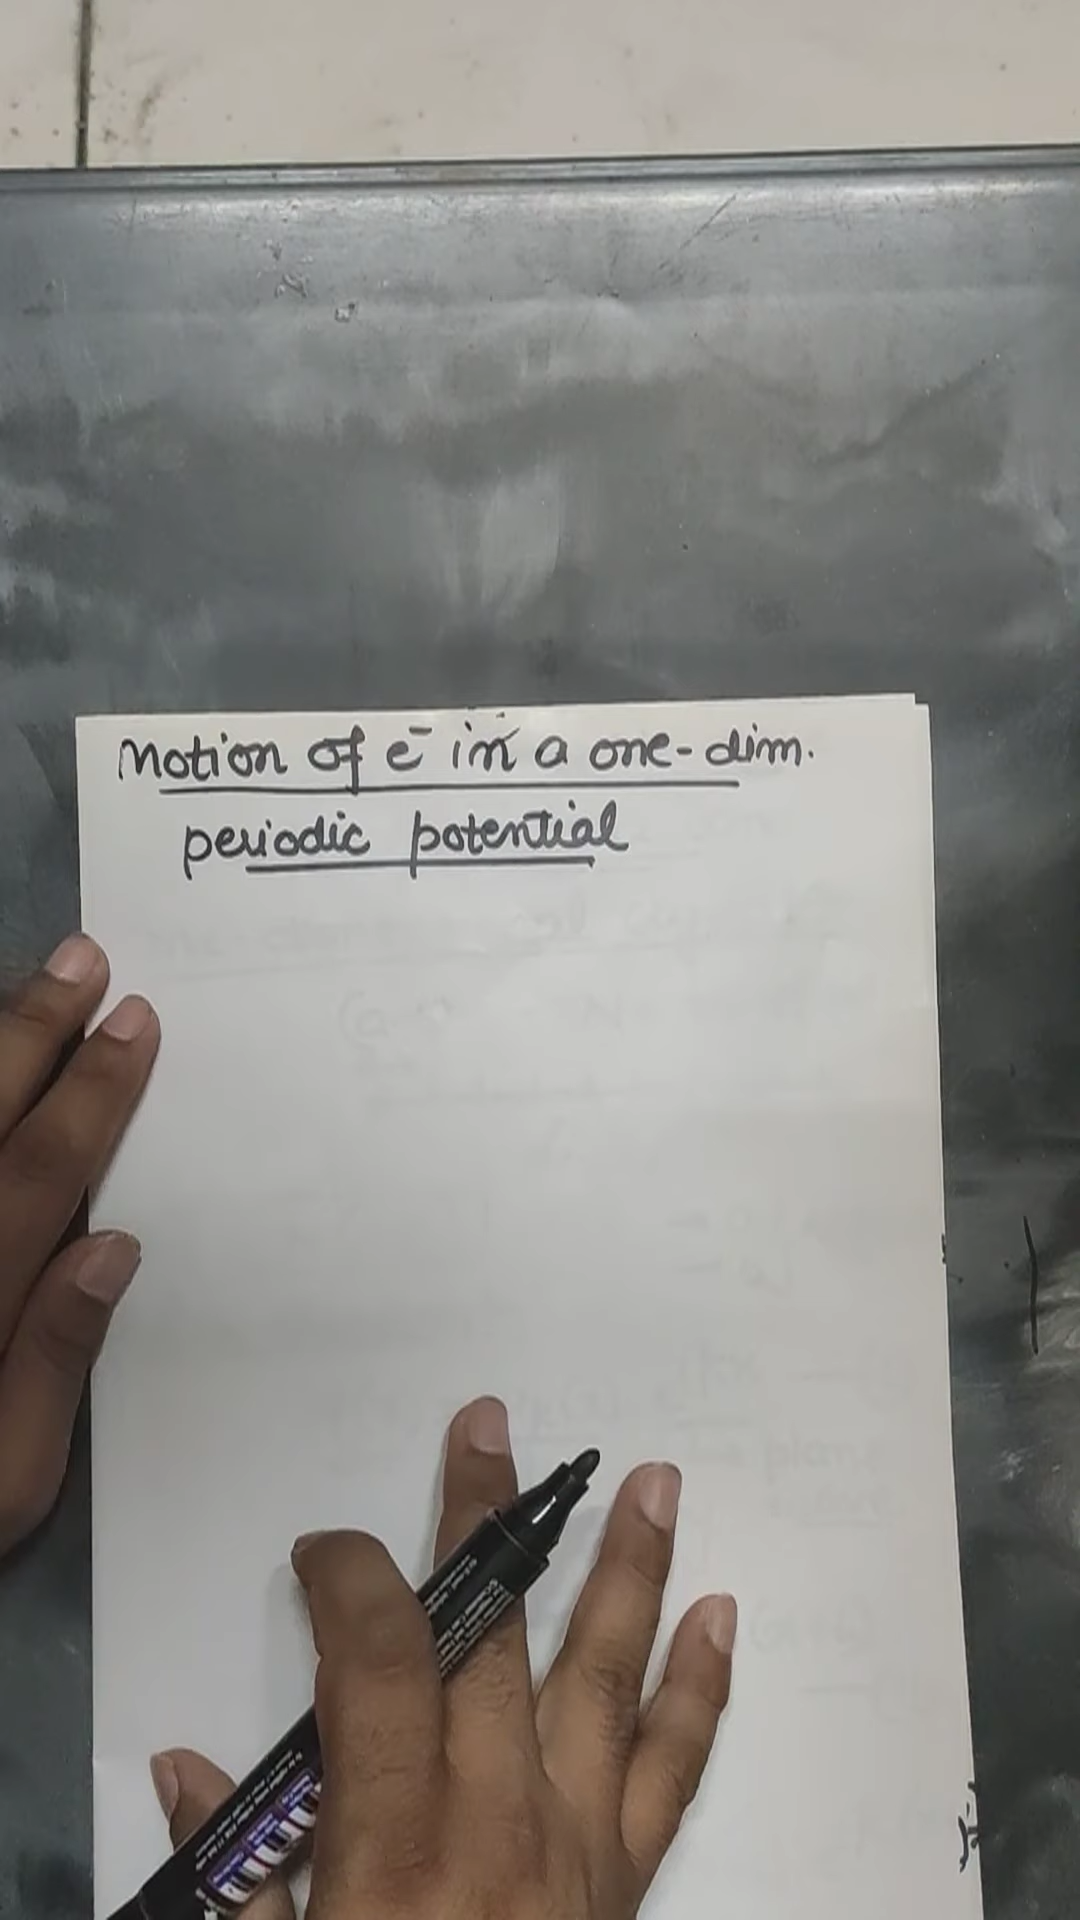 Motion of e⁻ in a one-dim.
periodic potential